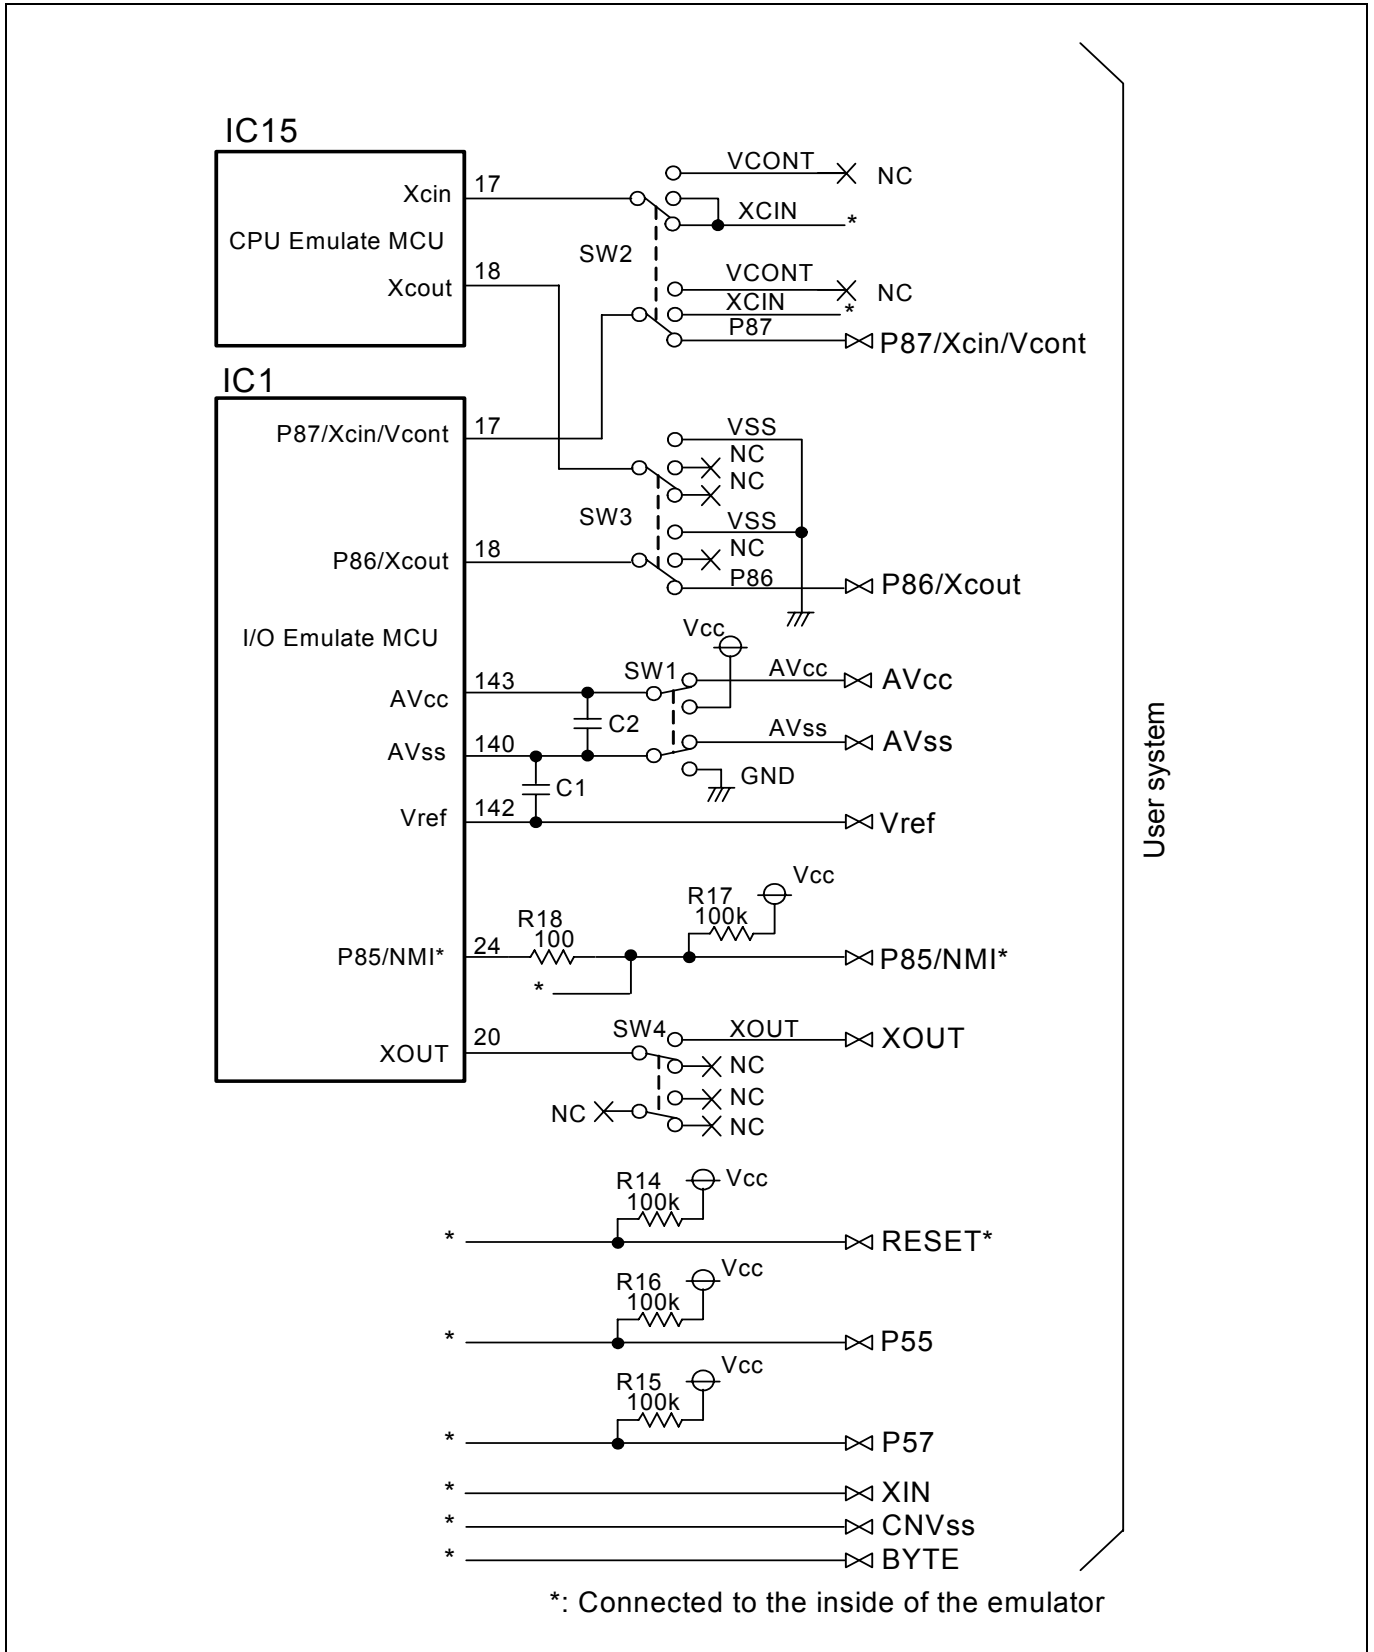 IC15
Xcin 17
CPU Emulate MCU
Xcout 18
VCONT NC
XCIN *
SW2
VCONT NC
XCIN *
P87 P87/Xcin/Vcont
IC1
P87/Xcin/Vcont 17
VSS
NC
NC
SW3
VSS
P86/Xcout 18 NC
P86 P86/Xcout
I/O Emulate MCU
Vcc
AVcc 143 SW1 AVcc AVcc
C2
AVss 140 AVss AVss
C1 GND
Vref 142 Vref
User system
R17 Vcc
100k
R18
100
P85/NMI* 24 P85/NMI*
*
SW4 XOUT XOUT
XOUT 20 NC
NC
NC NC
R14 Vcc
100k
* RESET*
R16 Vcc
100k
* P55
R15 Vcc
100k
* P57
* XIN
* CNVss
* BYTE
*: Connected to the inside of the emulator